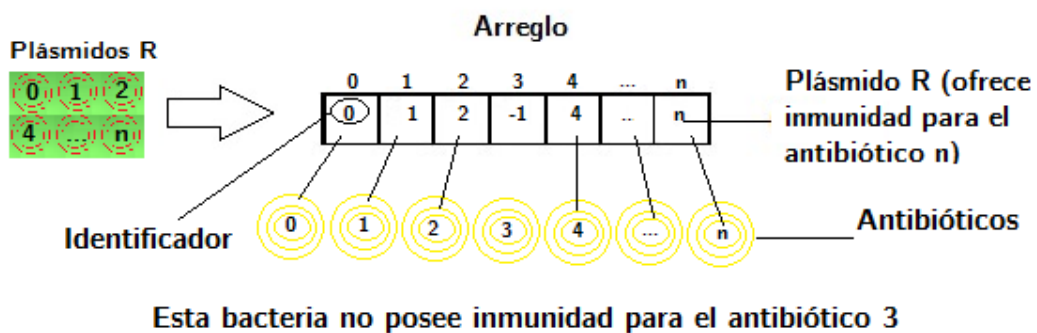 Arreglo
Plásmidos R
0 1 2
4 ... n
0 1 2 3 4 ... n
0 1 2 -1 4 .. n
Plásmido R (ofrece
inmunidad para el
antibiótico n)
Identificador
0 1 2 3 4 ... n
Antibióticos
Esta bacteria no posee inmunidad para el antibiótico 3